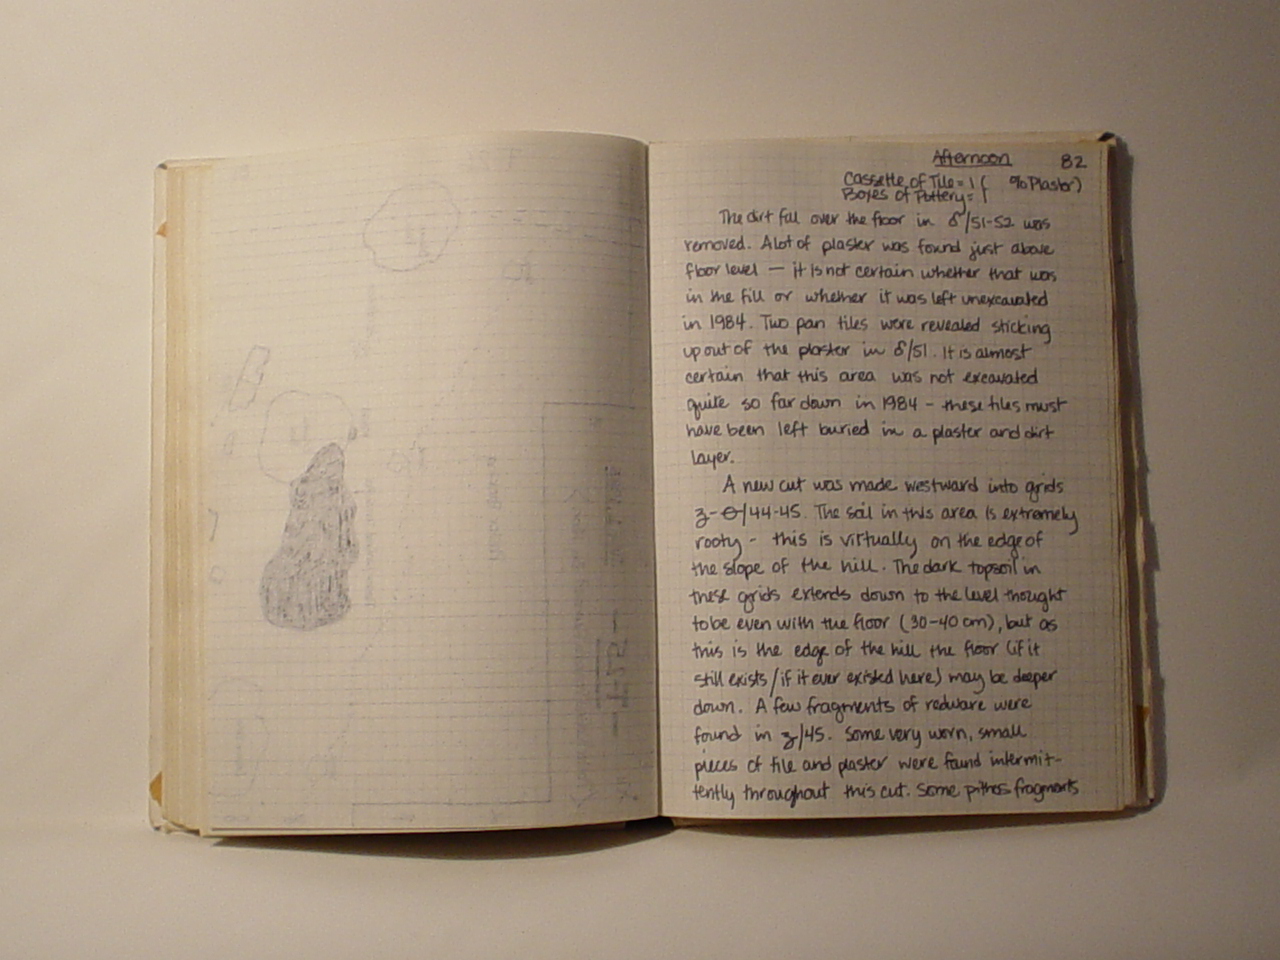 Afternoon 82
Cassette of Tile = 1 ( % Plaster)
Boxes of Pottery = 1
The dirt fill over the floor in δ/51-52 was
removed. Alot of plaster was found just above
floor level — it is not certain whether that was
in the fill or whether it was left unexcavated
in 1984. Two pan tiles were revealed sticking
up out of the plaster in δ/51. It is almost
certain that this area was not excavated
quite so far down in 1984 - these tiles must
have been left buried in a plaster and dirt
layer.
A new cut was made westward into grids
z-θ/44-45. The soil in this area is extremely
rooty - this is virtually on the edge of
the slope of the hill. The dark topsoil in
these grids extends down to the level thought
to be even with the floor (30-40 cm), but as
this is the edge of the hill the floor (if it
still exists/if it ever existed here) may be deeper
down. A few fragments of redware were
found in z/45. Some very worn, small
pieces of tile and plaster were found intermit-
tently throughout this cut. Some pithos fragments